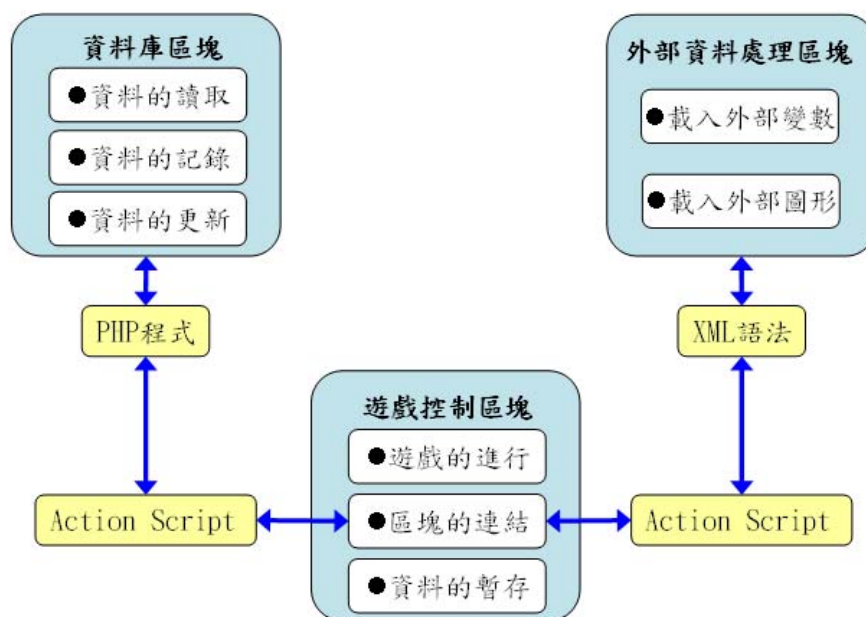 資料庫區塊
●資料的讀取
●資料的記錄
●資料的更新
外部資料處理區塊
●載入外部變數
●載入外部圖形
PHP程式
XML語法
遊戲控制區塊
●遊戲的進行
●區塊的連結
●資料的暫存
Action Script
Action Script